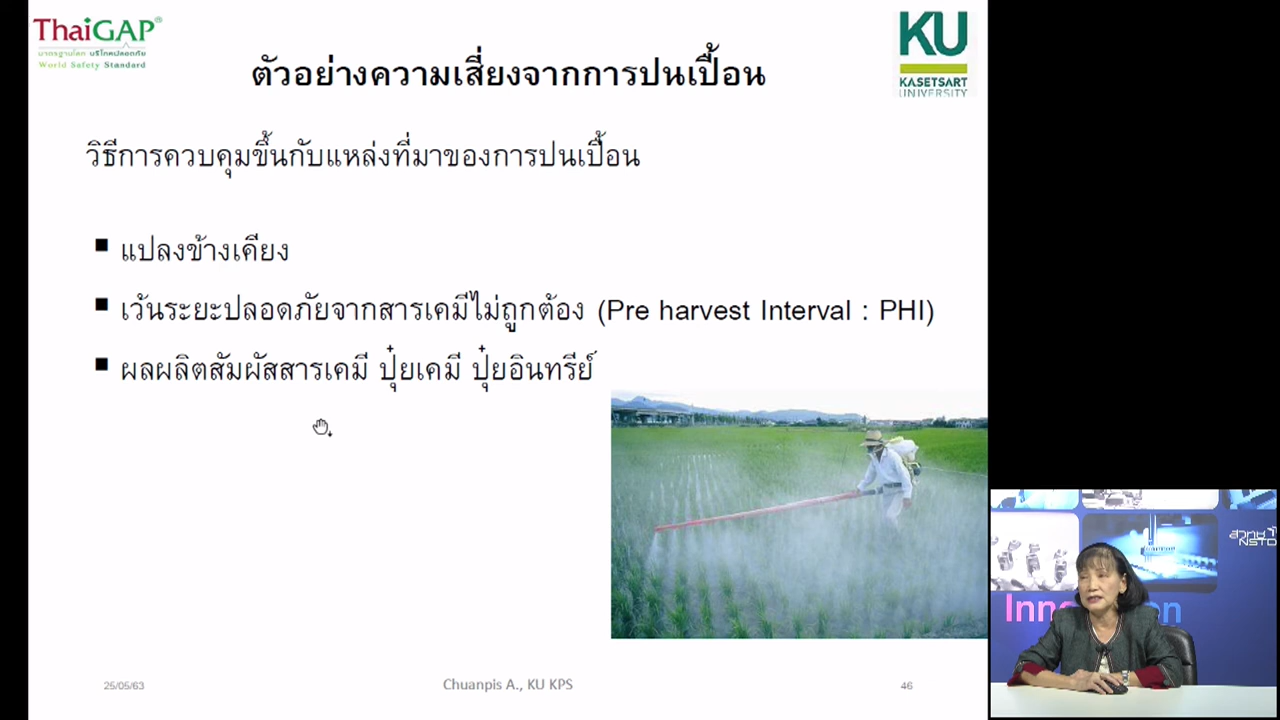 ThaiGAP®
มาตรฐานโลก บริโภคปลอดภัย
World Safety Standard
KU
KASETSART
UNIVERSITY
ตัวอย่างความเสี่ยงจากการปนเปื้อน
วิธีการควบคุมขึ้นกับแหล่งที่มาของการปนเปื้อน
▪ แปลงข้างเคียง
▪ เว้นระยะปลอดภัยจากสารเคมีไม่ถูกต้อง (Pre harvest Interval : PHI)
▪ ผลผลิตสัมผัสสารเคมี ปุ๋ยเคมี ปุ๋ยอินทรีย์
สวทช
NSTD
25/05/63
Chuanpis A., KU KPS
46